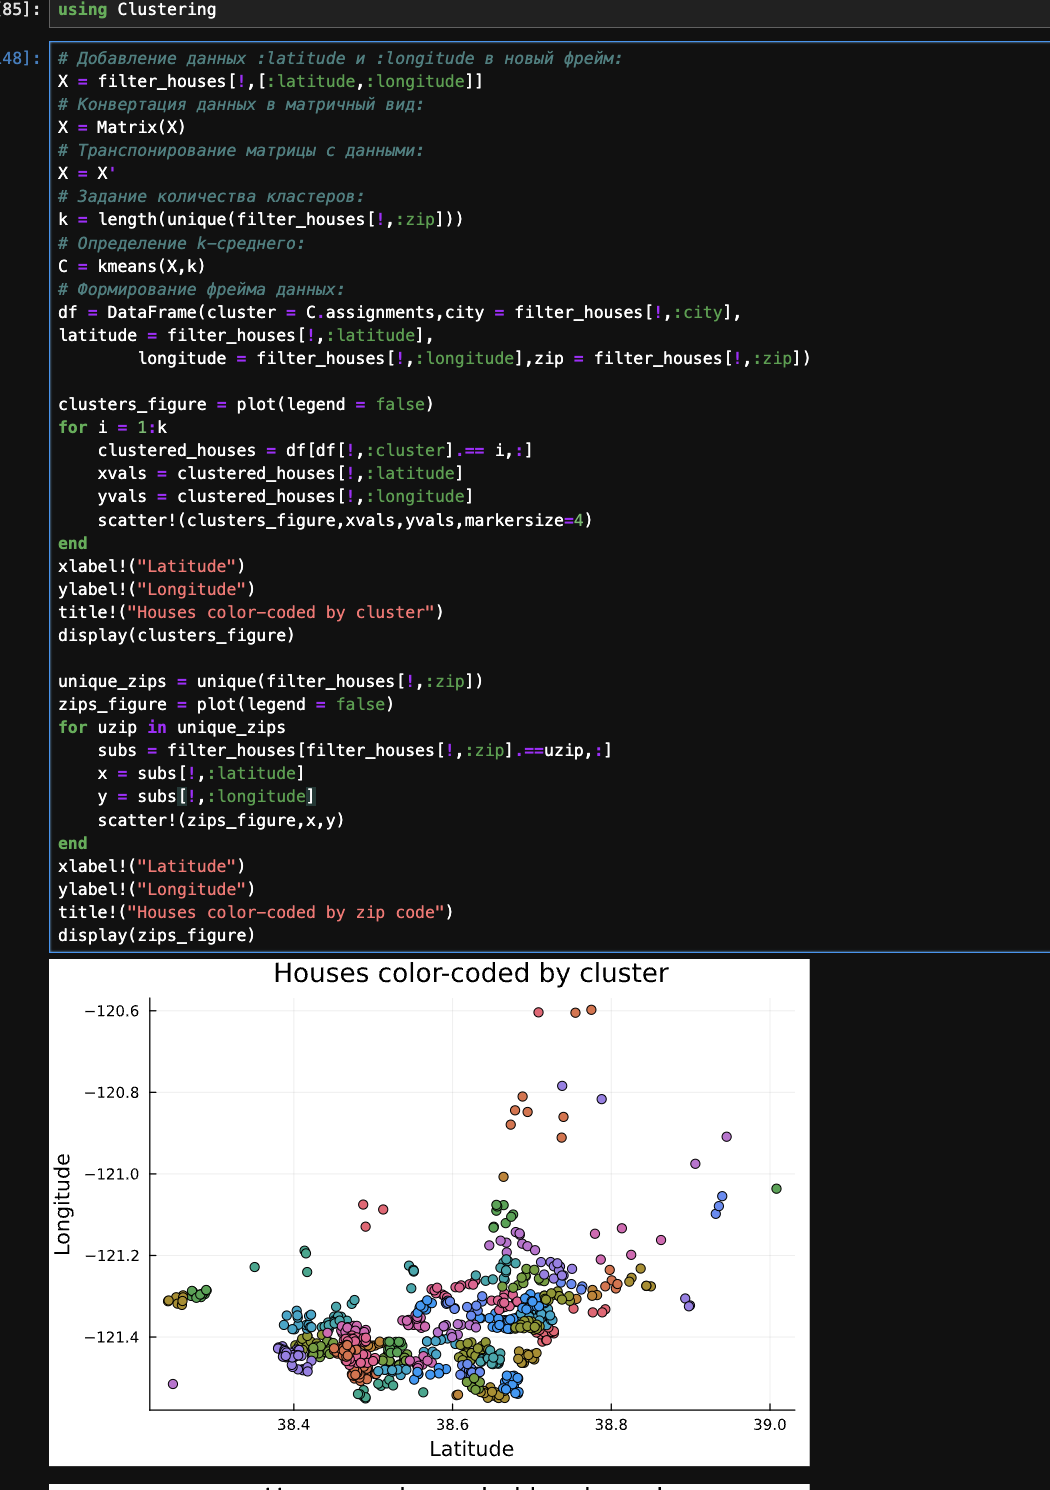 [85]: using Clustering
48]: # Добавление данных :latitude и :longitude в новый фрейм:
X = filter_houses[!,[:latitude,:longitude]]
# Конвертация данных в матричный вид:
X = Matrix(X)
# Транспонирование матрицы с данными:
X = X'
# Задание количества кластеров:
k = length(unique(filter_houses[!,:zip]))
# Определение k-среднего:
C = kmeans(X,k)
# Формирование фрейма данных:
df = DataFrame(cluster = C.assignments,city = filter_houses[!,:city],
latitude = filter_houses[!,:latitude],
        longitude = filter_houses[!,:longitude],zip = filter_houses[!,:zip])

clusters_figure = plot(legend = false)
for i = 1:k
    clustered_houses = df[df[!,:cluster].== i,:]
    xvals = clustered_houses[!,:latitude]
    yvals = clustered_houses[!,:longitude]
    scatter!(clusters_figure,xvals,yvals,markersize=4)
end
xlabel!("Latitude")
ylabel!("Longitude")
title!("Houses color-coded by cluster")
display(clusters_figure)

unique_zips = unique(filter_houses[!,:zip])
zips_figure = plot(legend = false)
for uzip in unique_zips
    subs = filter_houses[filter_houses[!,:zip].==uzip,:]
    x = subs[!,:latitude]
    y = subs[!,:longitude]
    scatter!(zips_figure,x,y)
end
xlabel!("Latitude")
ylabel!("Longitude")
title!("Houses color-coded by zip code")
display(zips_figure)
Houses color-coded by cluster
−120.6
−120.8
−121.0
−121.2
−121.4
Longitude
38.4 38.6 38.8 39.0
Latitude